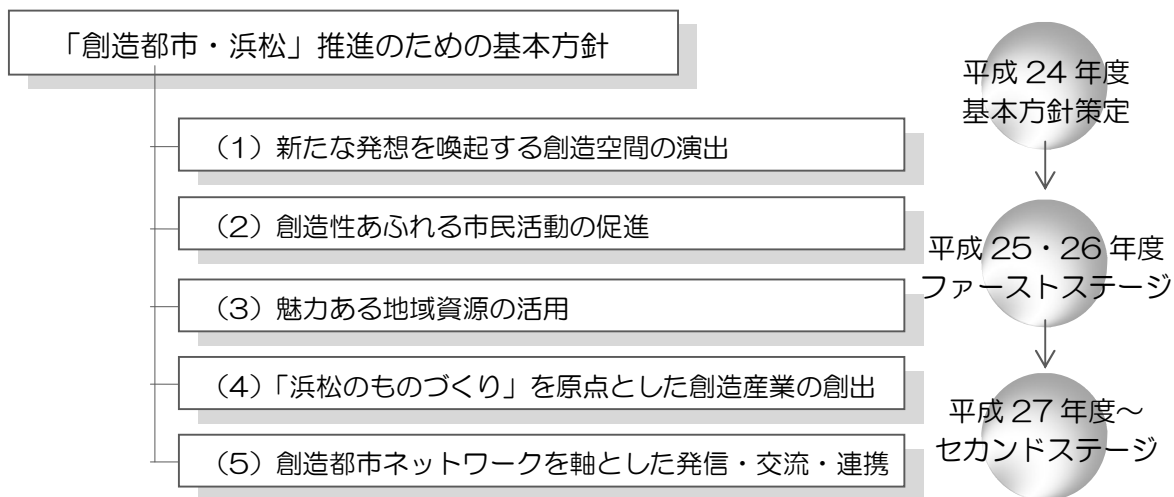 「創造都市・浜松」推進のための基本方針
(1)新たな発想を喚起する創造空間の演出
(2)創造性あふれる市民活動の促進
(3)魅力ある地域資源の活用
(4)「浜松のものづくり」を原点とした創造産業の創出
(5)創造都市ネットワークを軸とした発信・交流・連携
平成 24 年度
基本方針策定
平成 25・26 年度
ファーストステージ
平成 27 年度～
セカンドステージ